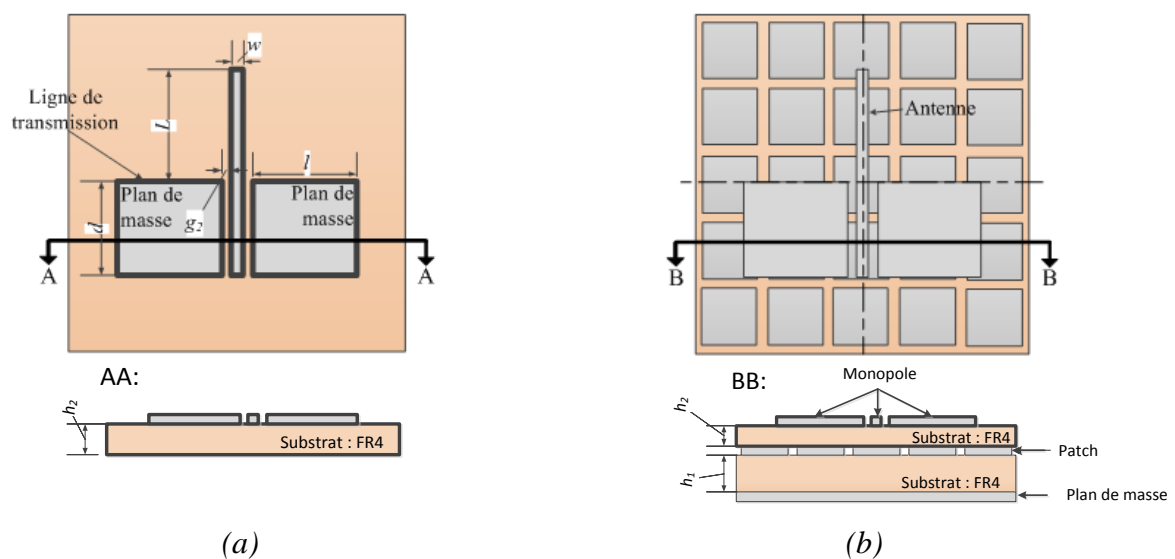 w
Ligne de
transmission
L
l
Plan de
masse
Plan de
masse
d
g2
A
A
AA:
h2
Substrat : FR4
(a)
Antenne
B
B
BB:
Monopole
h2
Substrat : FR4
Patch
h1
Substrat : FR4
Plan de masse
(b)